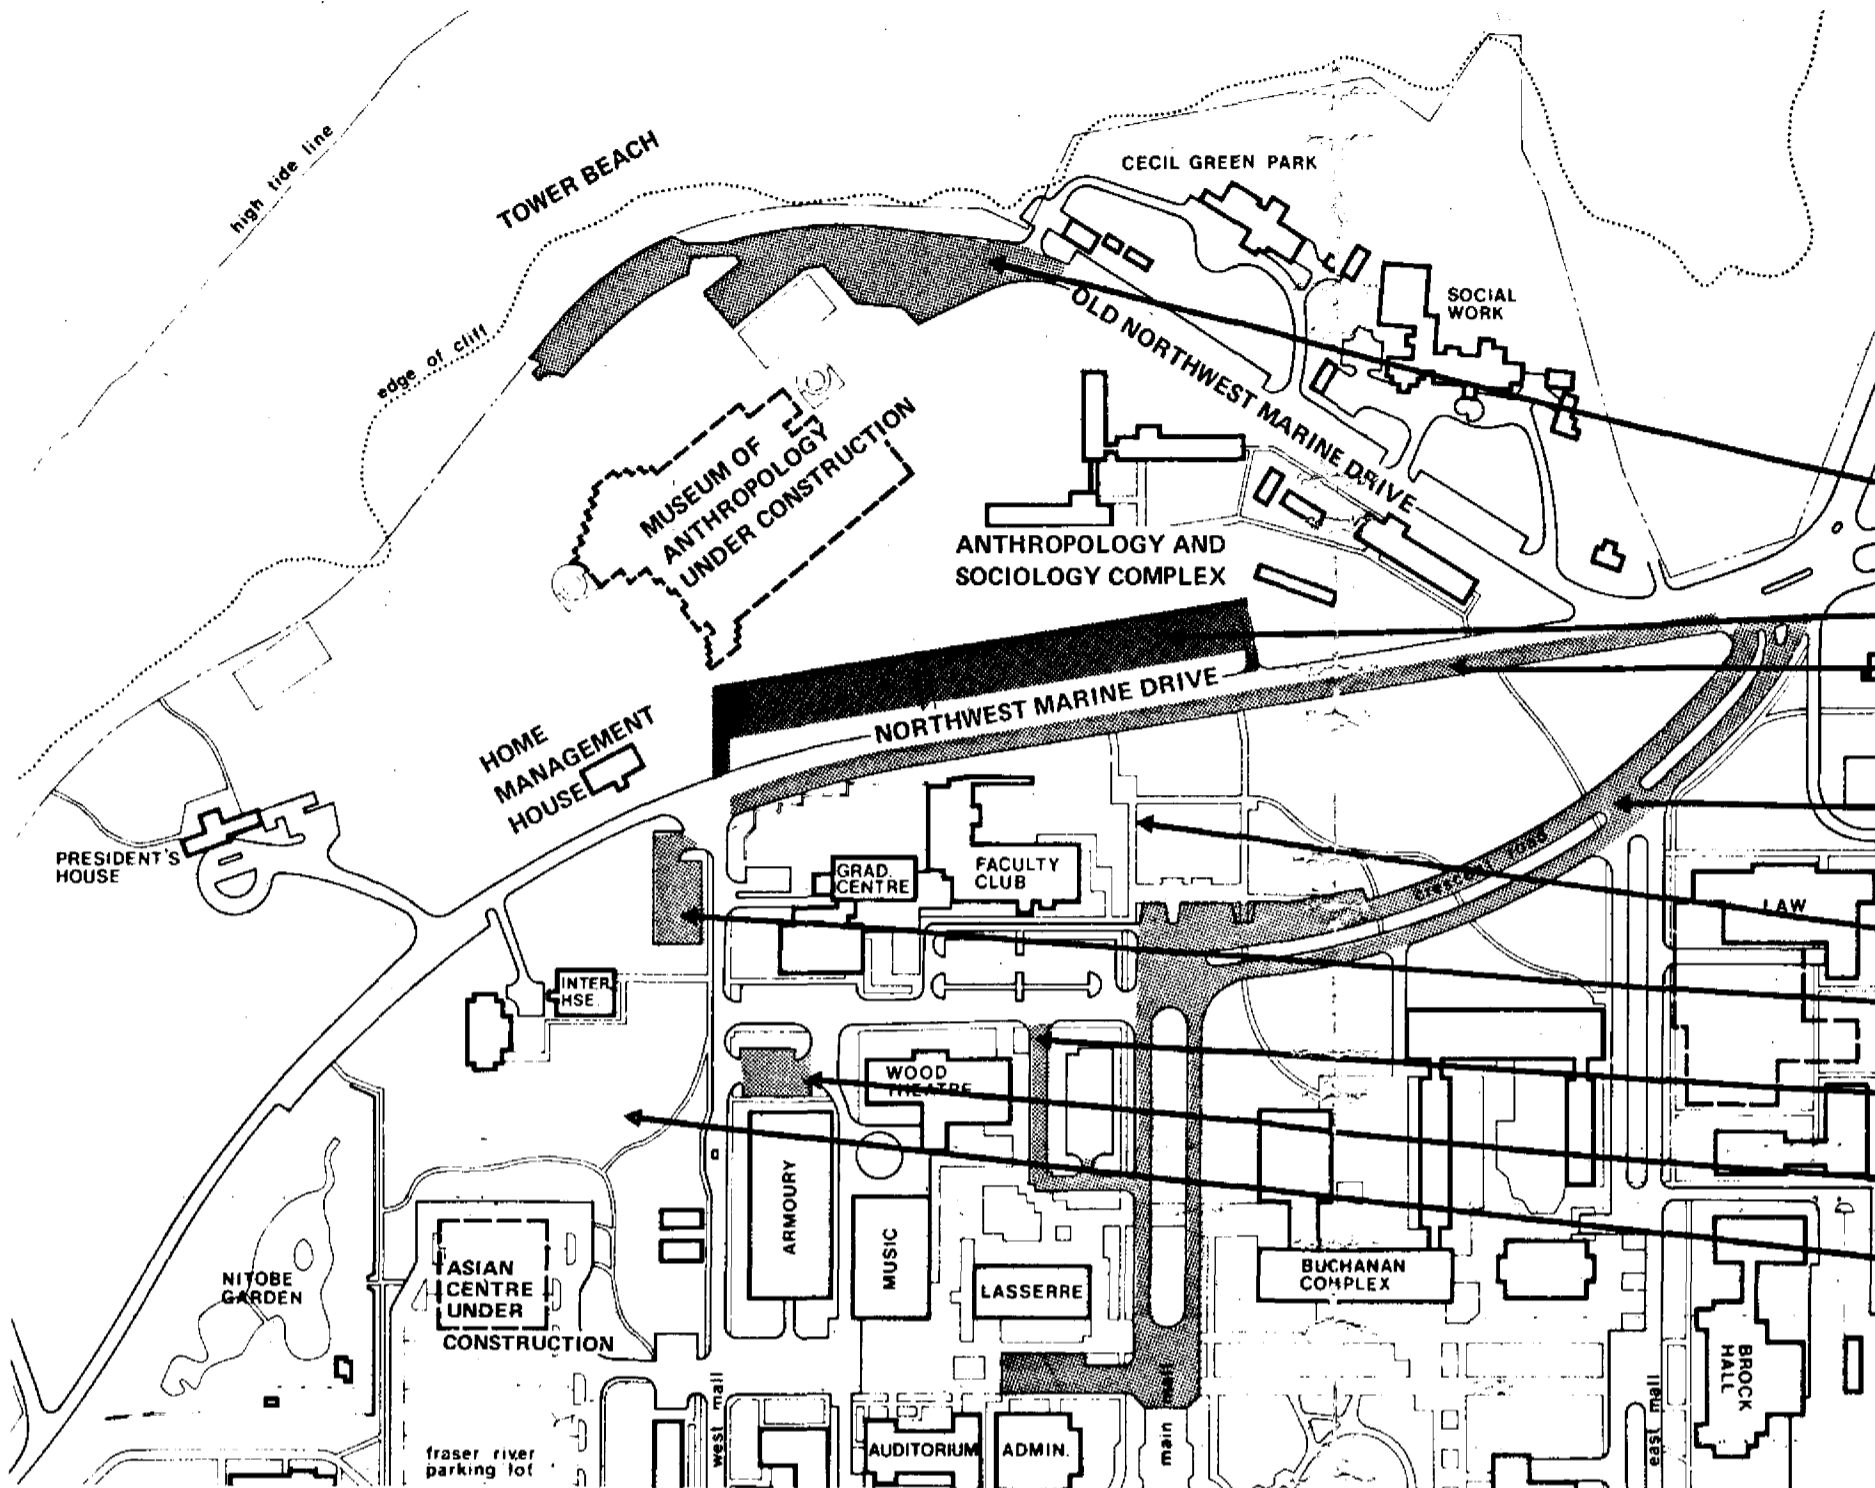 high tide line
TOWER BEACH
edge of cliff
CECIL GREEN PARK
SOCIAL
WORK
OLD NORTHWEST MARINE DRIVE
MUSEUM OF
ANTHROPOLOGY
UNDER CONSTRUCTION
ANTHROPOLOGY AND
SOCIOLOGY COMPLEX
NORTHWEST MARINE DRIVE
HOME
MANAGEMENT
HOUSE
PRESIDENT'S
HOUSE
GRAD.
CENTRE
FACULTY
CLUB
crescent road
LAW
INTER.
HSE.
WOOD
THEATRE
ARMOURY
MUSIC
LASSERRE
BUCHANAN
COMPLEX
NITOBE
GARDEN
ASIAN
CENTRE
UNDER
CONSTRUCTION
BROCK
HALL
west mall
main mall
east mall
fraser river
parking lot
AUDITORIUM
ADMIN.